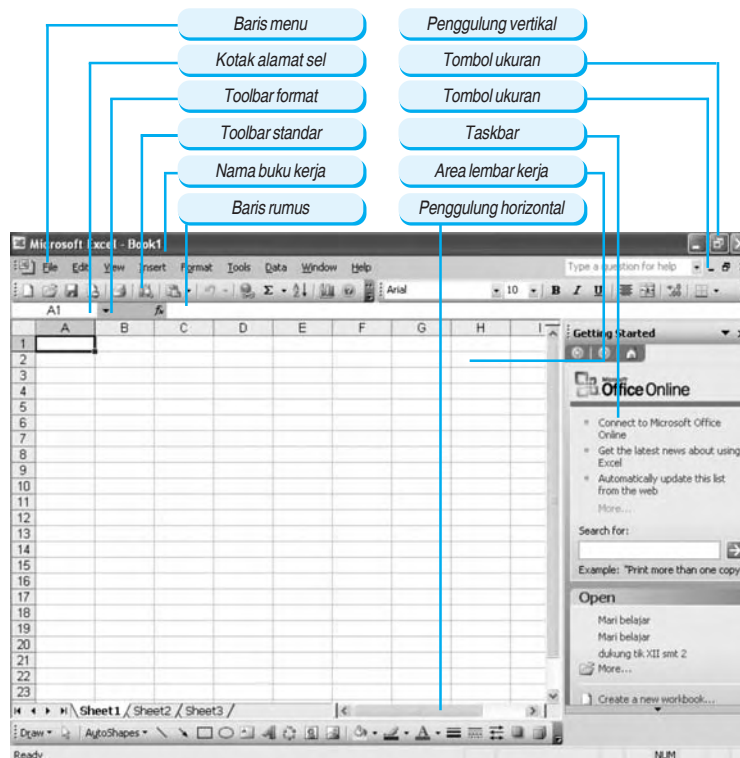 Baris menu
Penggulung vertikal
Kotak alamat sel
Tombol ukuran
Toolbar format
Tombol ukuran
Toolbar standar
Taskbar
Nama buku kerja
Area lembar kerja
Baris rumus
Penggulung horizontal
Microsoft Excel - Book1
File Edit View Insert Format Tools Data Window Help
Type a question for help
Arial 10 B I U
A1 fx
A B C D E F G H I
Getting Started
1
2
3
4
5
6
7
8
9
10
11
12
13
14
15
16
17
18
19
20
21
22
23
Microsoft
Office Online
Connect to Microsoft Office
Online
Get the latest news about using
Excel
Automatically update this list
from the web
More...
Search for:
Example: "Print more than one copy
Open
Mari belajar
Mari belajar
dukung tik XII smt 2
More...
Create a new workbook...
Sheet1 / Sheet2 / Sheet3 /
Draw AutoShapes
Ready
NUM